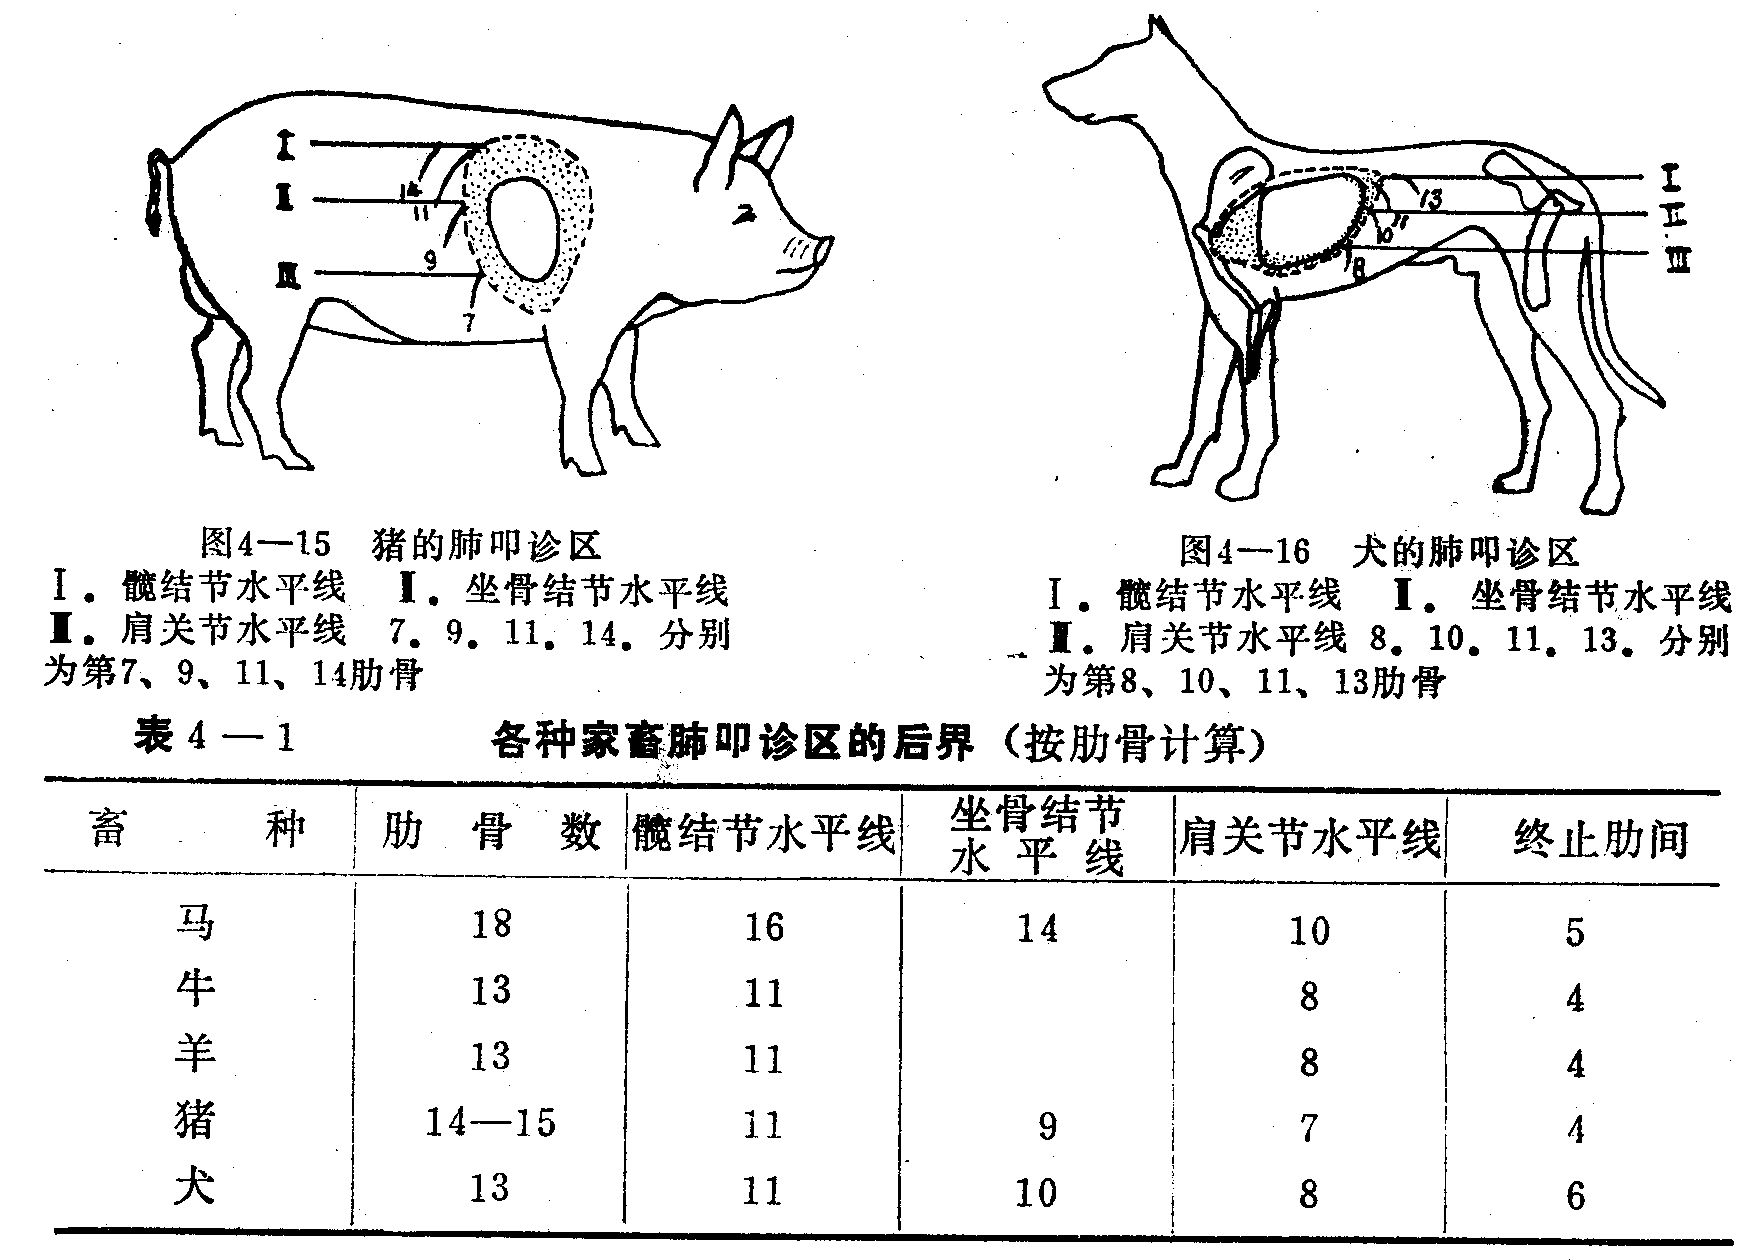 Ⅰ
Ⅱ
Ⅲ
14
11
9
7
Ⅰ
Ⅱ
Ⅲ
13
11
10
8
图4—15 猪的肺叩诊区
Ⅰ. 髋结节水平线 Ⅱ. 坐骨结节水平线
Ⅲ. 肩关节水平线 7. 9. 11. 14. 分别
为第7、9、11、14肋骨
图4—16 犬的肺叩诊区
Ⅰ. 髋结节水平线 Ⅱ. 坐骨结节水平线
Ⅲ. 肩关节水平线 8. 10. 11. 13. 分别
为第8、10、11、13肋骨
表4—1 各种家畜肺叩诊区的后界（按肋骨计算）
畜种 肋骨数 髋结节水平线 坐骨结节水平线 肩关节水平线 终止肋间
马 18 16 14 10 5
牛 13 11 8 4
羊 13 11 8 4
猪 14—15 11 9 7 4
犬 13 11 10 8 6